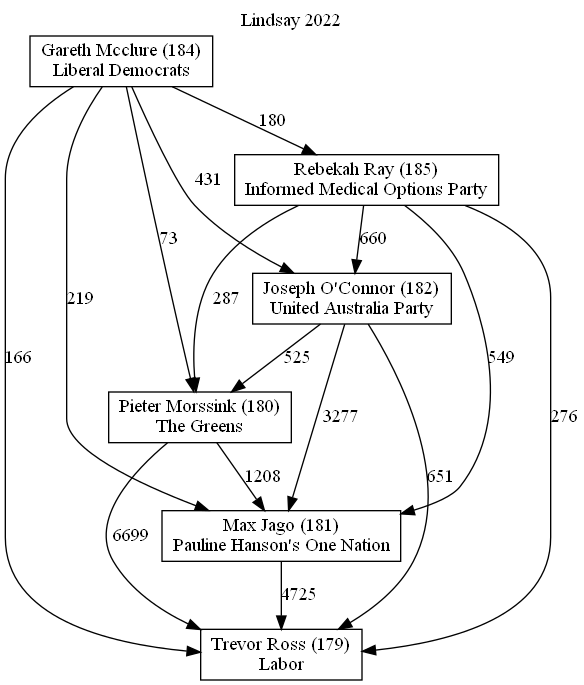 Lindsay 2022
Gareth Mcclure (184)
Liberal Democrats
180
Rebekah Ray (185)
Informed Medical Options Party
431
73
660
Joseph O'Connor (182)
United Australia Party
219
287
166
525
549
Pieter Morssink (180)
The Greens
3277
276
1208
651
6699
Max Jago (181)
Pauline Hanson's One Nation
4725
Trevor Ross (179)
Labor